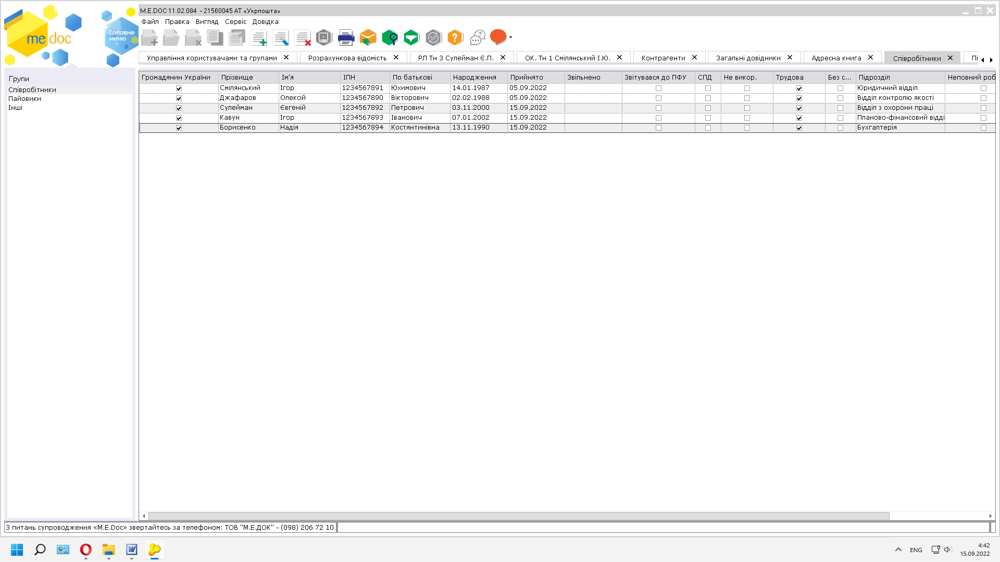 me doc
Головне
меню
M.E.DOC 11.02.084  - 21560045 АТ «Укрпошта»
Файл Правка Вигляд Сервіс Довідка
Управління користувачами та групами
Розрахункова відомість
РЛ Тн 3 Сулейман Є.П.
ОК. Тн 1 Смілянський І.Ю.
Контрагенти
Загальні довідники
Адресна книга
Співробітники
Пі
Групи
Співробітники
Пайовики
Інші
Громадянин України Прізвище Ім'я ІПН По батькові Народження Прийнято Звільнено Звітувався до ПФУ СПД Не викор. Трудова Без с... Підрозділ Неповний роб
Смілянський Ігор 1234567891 Юхимович 14.01.1987 05.09.2022 Юридичний відділ
Джафаров Олексій 1234567890 Вікторович 02.02.1988 05.09.2022 Відділ контролю якості
Сулейман Євгеній 1234567892 Петрович 03.11.2000 15.09.2022 Відділ з охорони праці
Кавун Ігор 1234567893 Іванович 07.01.2002 15.09.2022 Планово-фінансовий відді
Борисенко Надія 1234567894 Костянтинівна 13.11.1990 15.09.2022 Бухгалтерія
З питань супроводження «M.E.Doc» звертайтесь за телефоном: ТОВ "М.Е.ДОК" - (098) 206 72 10
ENG
4:42
15.09.2022